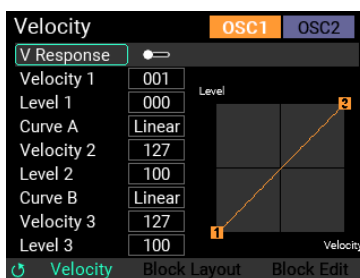 Velocity OSC1 OSC2
V Response
Velocity 1 001
Level 1 000
Curve A Linear
Velocity 2 127
Level 2 100
Curve B Linear
Velocity 3 127
Level 3 100
Level
2
1
Velocity
Velocity Block Layout Block Edit